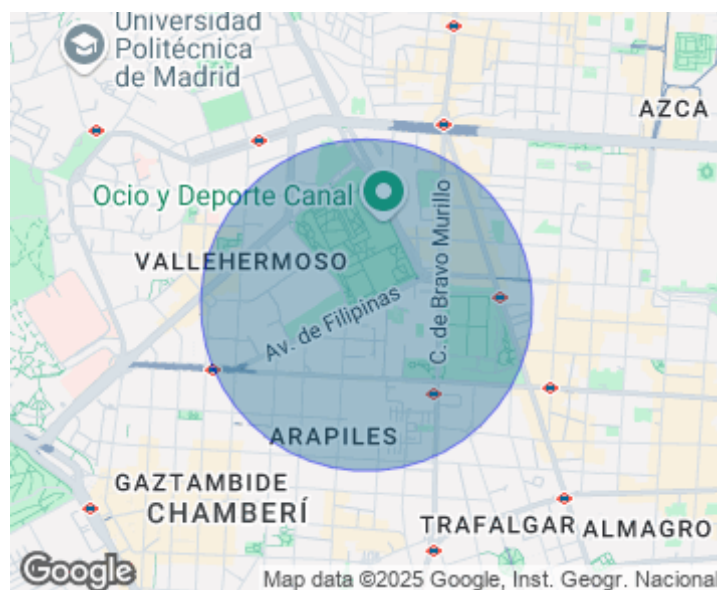 Universidad
Politécnica
de Madrid
AZCA
Ocio y Deporte Canal
VALLEHERMOSO
C. de Bravo Murillo
Av. de Filipinas
ARAPILES
GAZTAMBIDE
CHAMBERÍ
TRAFALGAR
ALMAGRO
Google
Map data ©2025 Google, Inst. Geogr. Nacional